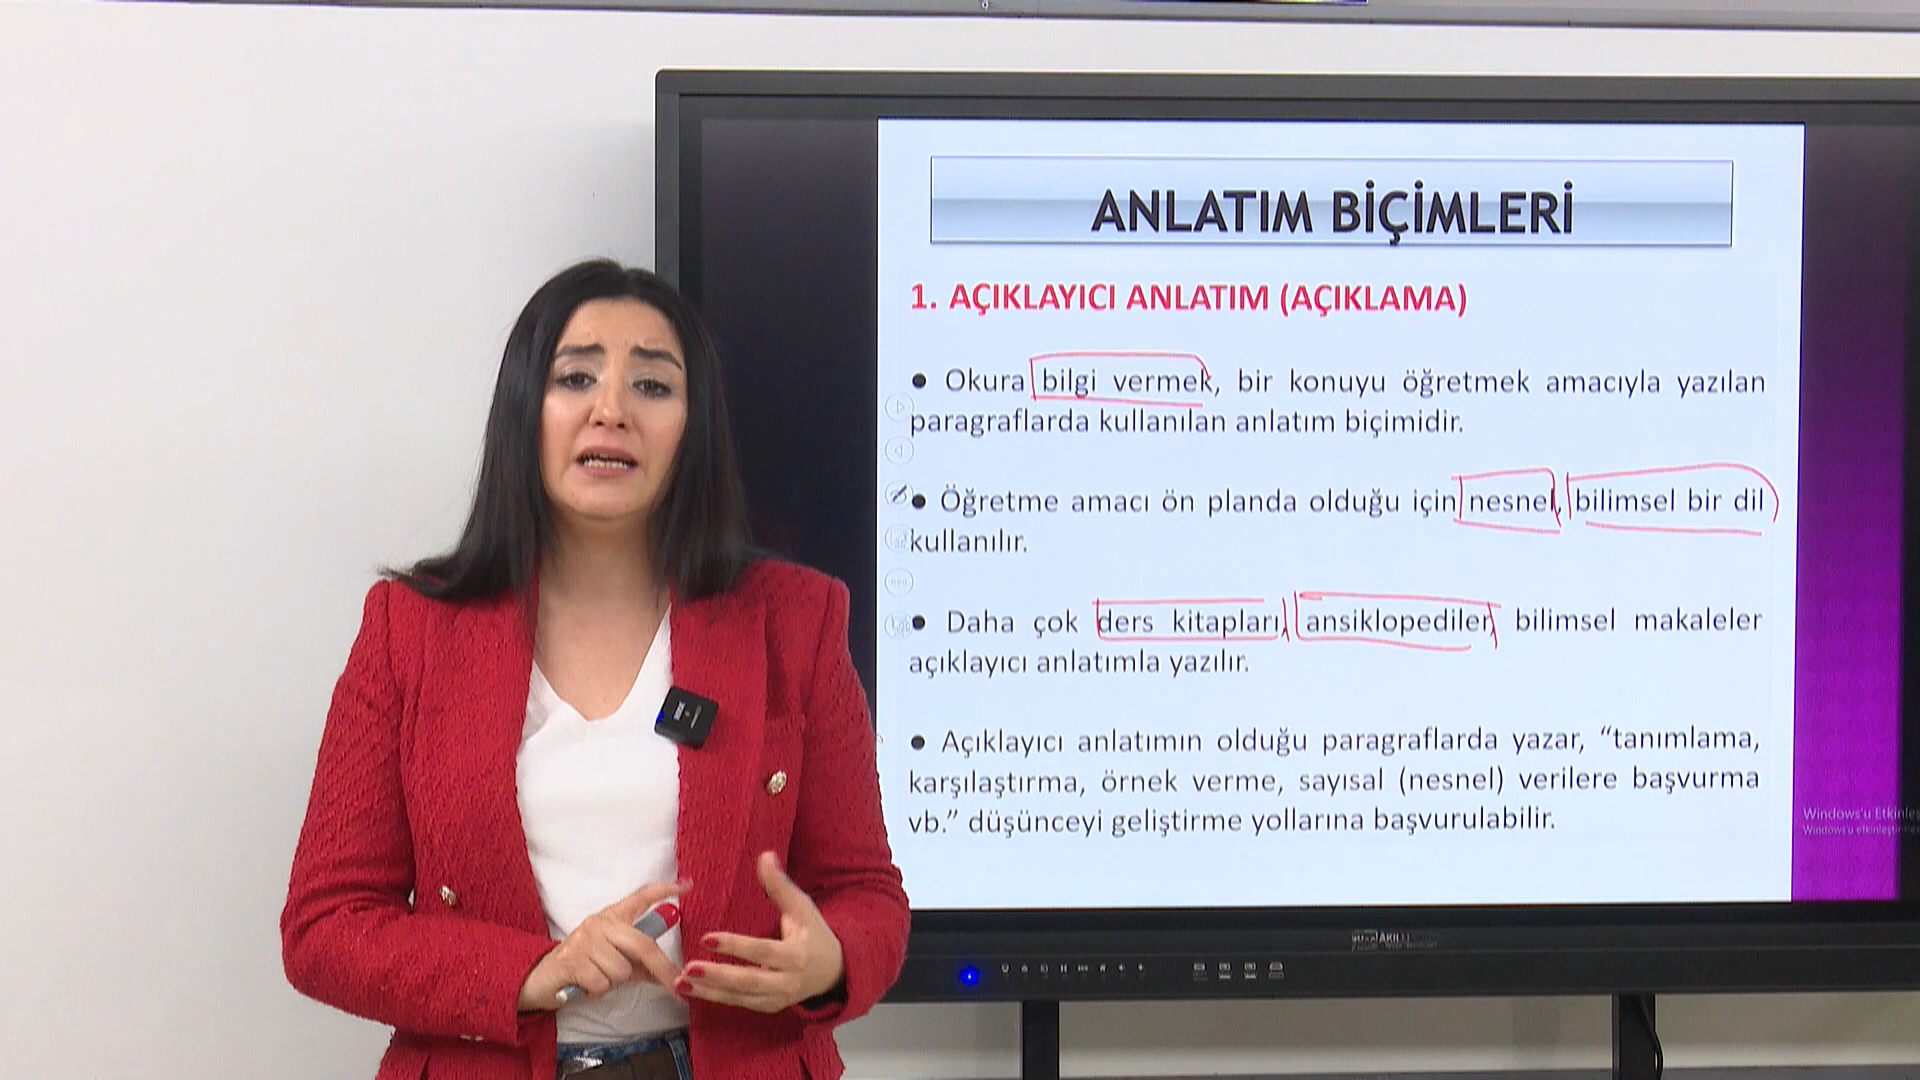 ANLATIM BİÇİMLERİ
1. AÇIKLAYICI ANLATIM (AÇIKLAMA)
● Okura bilgi vermek, bir konuyu öğretmek amacıyla yazılan
paragraflarda kullanılan anlatım biçimidir.
● Öğretme amacı ön planda olduğu için nesnel, bilimsel bir dil
kullanılır.
● Daha çok ders kitapları, ansiklopediler, bilimsel makaleler
açıklayıcı anlatımla yazılır.
● Açıklayıcı anlatımın olduğu paragraflarda yazar, “tanımlama,
karşılaştırma, örnek verme, sayısal (nesnel) verilere başvurma
vb.” düşünceyi geliştirme yollarına başvurulabilir.
Windows'u Etkinleş